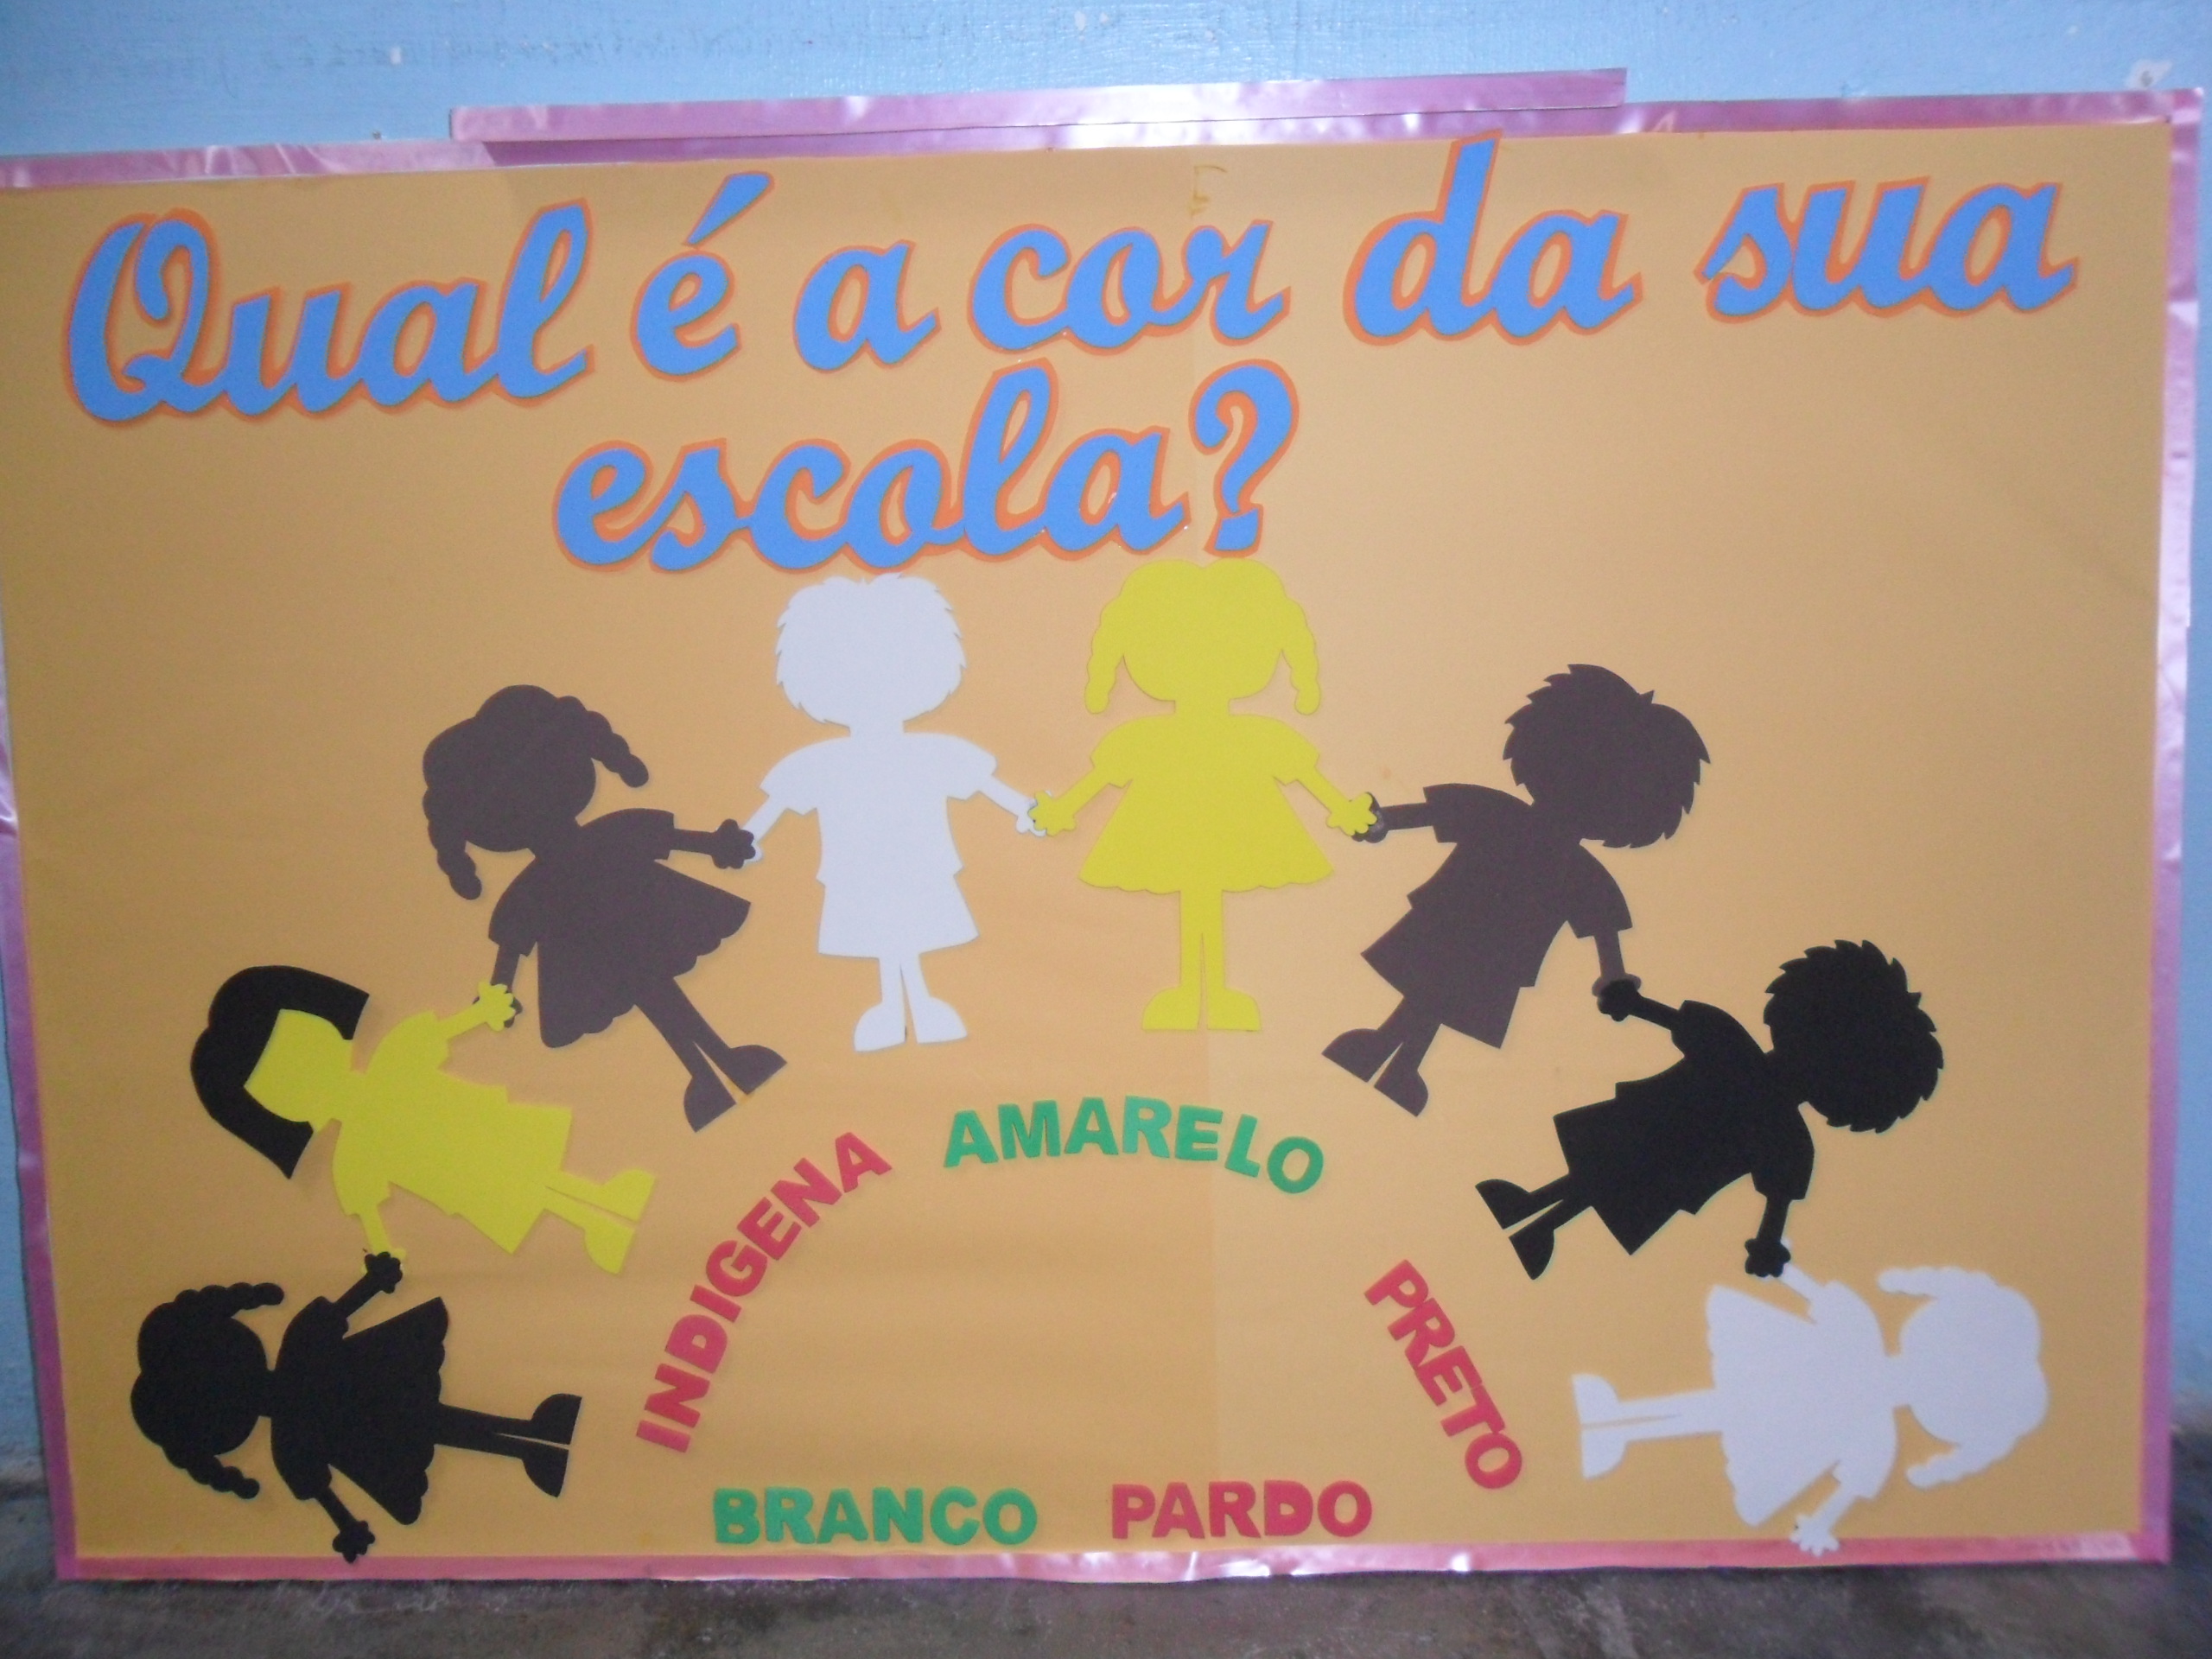 Qual é a cor da sua
escola?
AMARELO
INDIGENA
PRETO
BRANCO PARDO